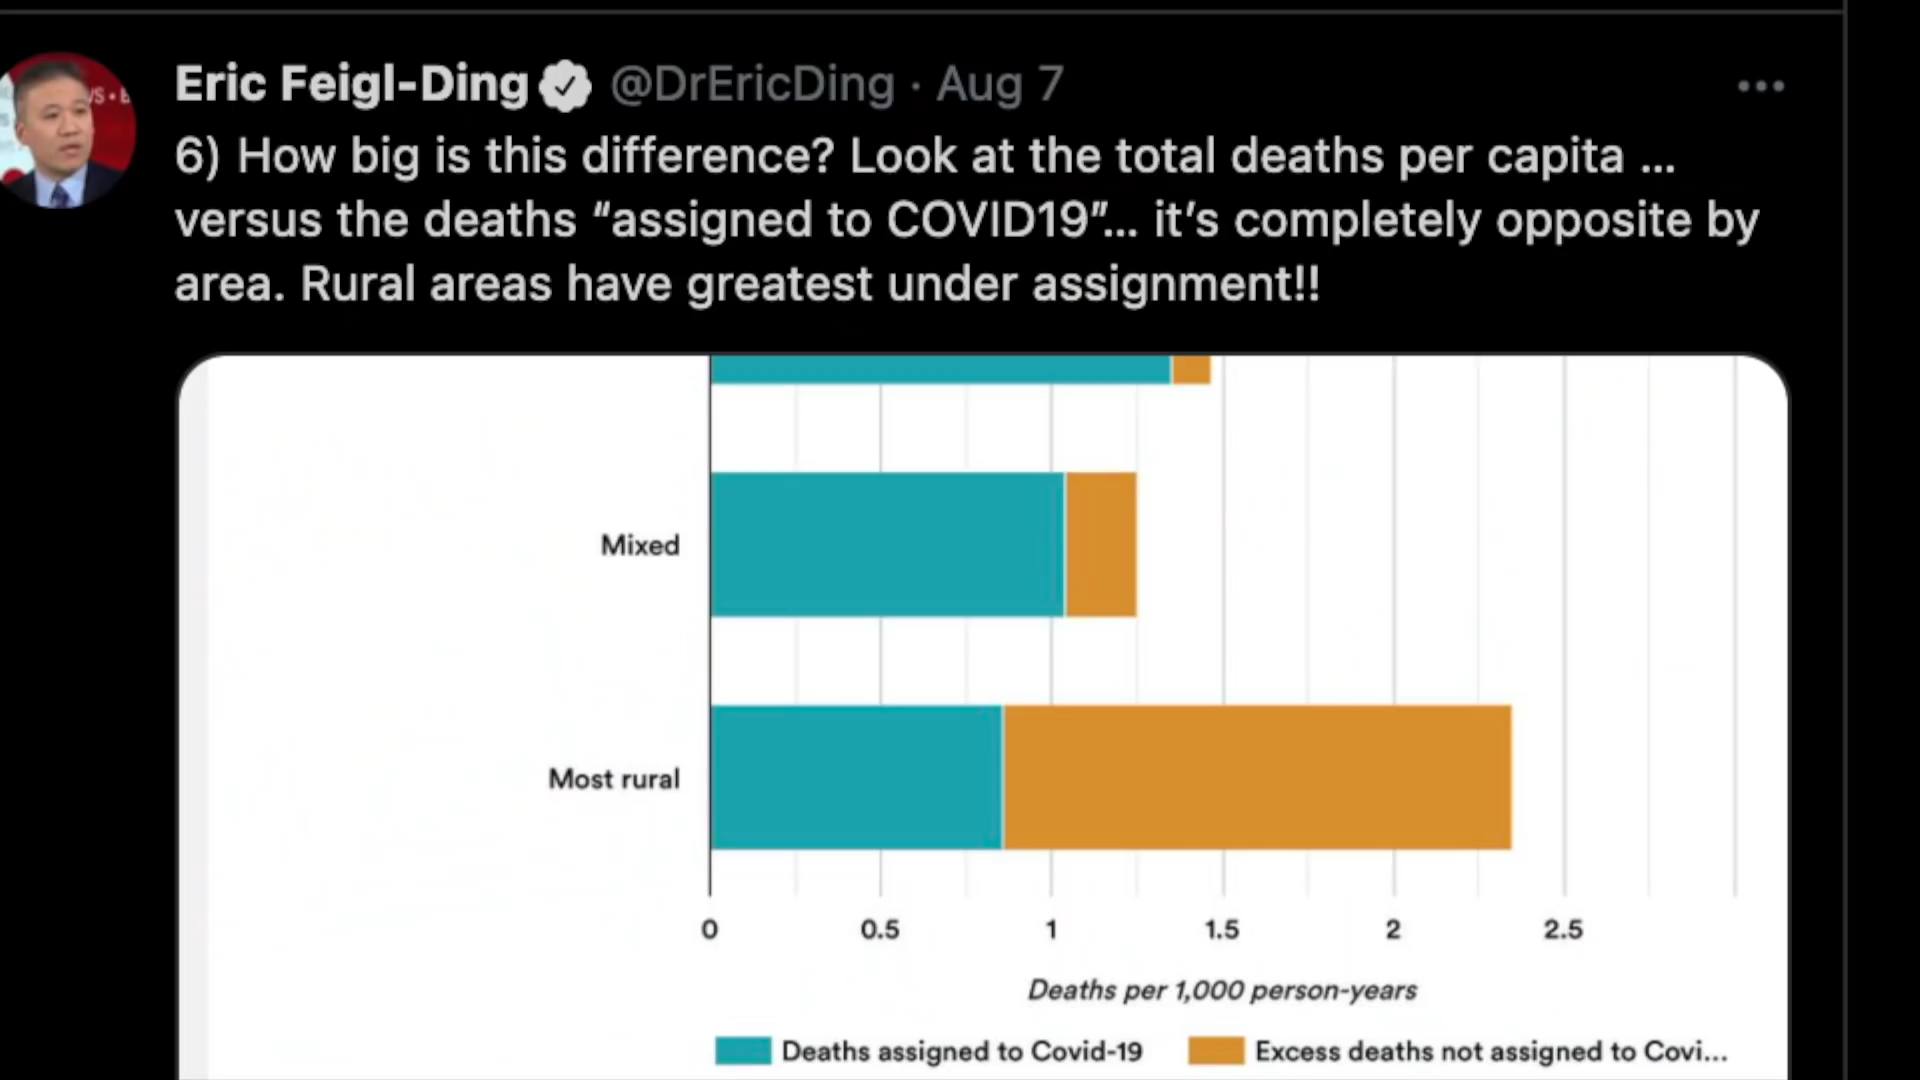 Eric Feigl-Ding @DrEricDing · Aug 7
6) How big is this difference? Look at the total deaths per capita ...
versus the deaths “assigned to COVID19”... it’s completely opposite by
area. Rural areas have greatest under assignment!!
Mixed
Most rural
0 0.5 1 1.5 2 2.5
Deaths per 1,000 person-years
Deaths assigned to Covid-19 Excess deaths not assigned to Covi...